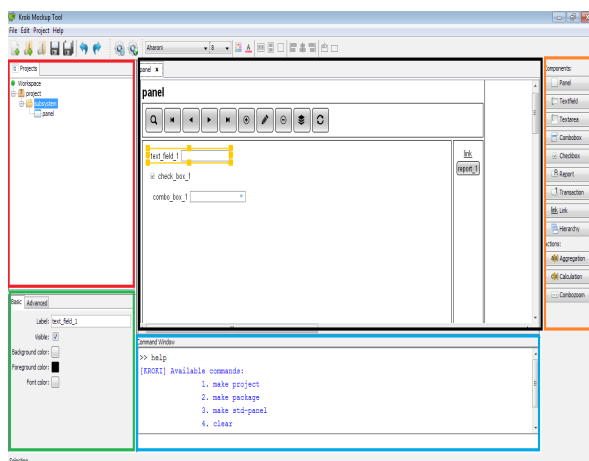 Kroki Mockup Tool
File Edit Project Help
Aharoni 8
Projects
Workspace
project
subsystem
panel
panel x
panel
text_field_1
check_box_1
combo_box_1
link
report_1
Components:
Panel
Textfield
Textarea
Combobox
Checkbox
Report
Transaction
Link
Hierarchy
ctions:
Aggregation
Calculation
Combozoom
Basic Advanced
Label: text_field_1
Visible:
Background color:
Foreground color:
Font color:
Command Window
>> help
[KROKI] Available commands:
1. make project
2. make package
3. make std-panel
4. clear
Selection